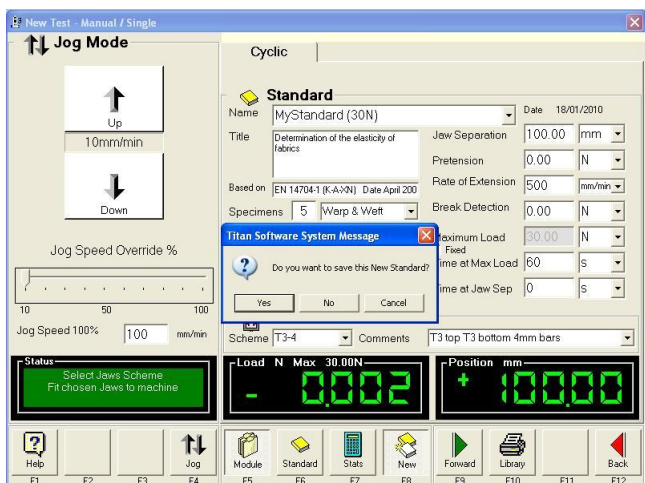 New Test - Manual / Single
Jog Mode
Up
10mm/min
Down
Jog Speed Override %
10 50 100
Jog Speed 100% 100 mm/min
Status
Select Jaws Scheme
Fit chosen Jaws to machine
Cyclic
Standard
Name MyStandard (30N) Date 18/01/2010
Title Determination of the elasticity of
fabrics
Jaw Separation 100.00 mm
Pretension 0.00 N
Based on EN 14704-1 (K-A-XN) Date April 200
Rate of Extension 500 mm/min
Specimens 5 Warp & Weft
Break Detection 0.00 N
Titan Software System Message
Do you want to save this New Standard?
Yes No Cancel
Maximum Load 30.00 N
Fixed
Time at Max Load 60 s
Time at Jaw Sep 0 s
Scheme T3-4 Comments T3 top T3 bottom 4mm bars
Load N Max 30.00N
- 0.002
Position mm
+ 100.00
Help Jog Module Standard Stats New Forward Library Back
F1 F2 F3 F4 F5 F6 F7 F8 F9 F10 F11 F12